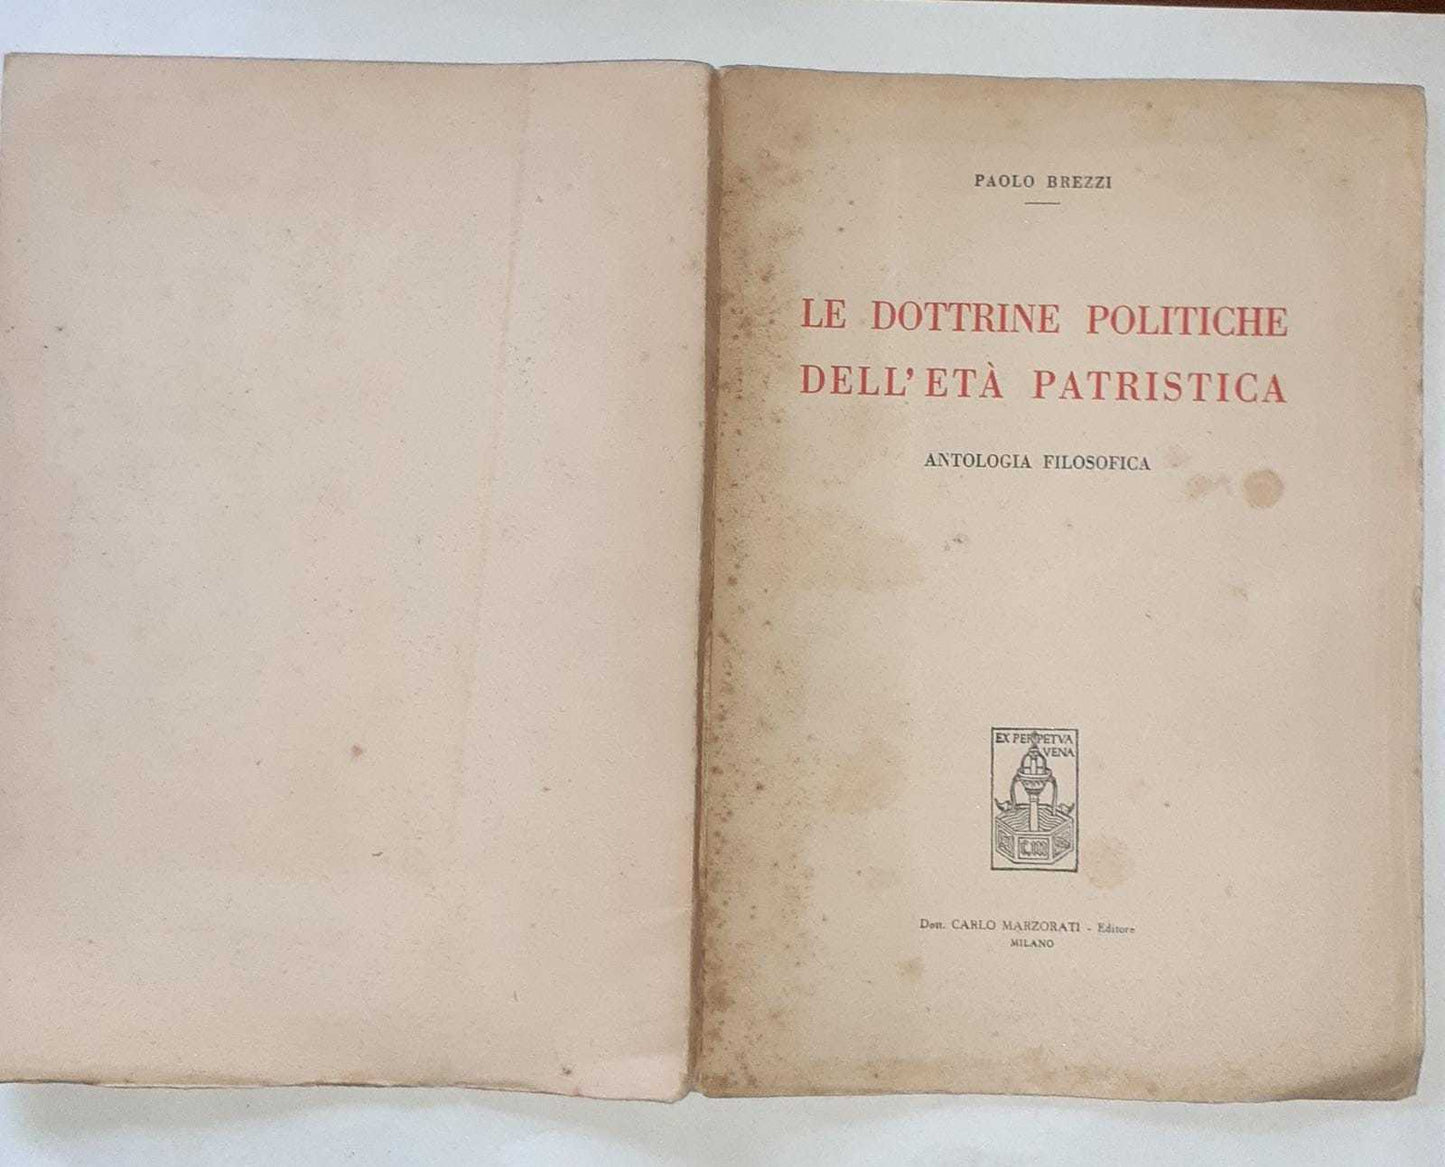 PAOLO BREZZI
LE DOTTRINE POLITICHE
DELL'ETÀ PATRISTICA
ANTOLOGIA FILOSOFICA
EX PERPETVA
VENA
C.M
Dott. CARLO MARZORATI - Editore
MILANO